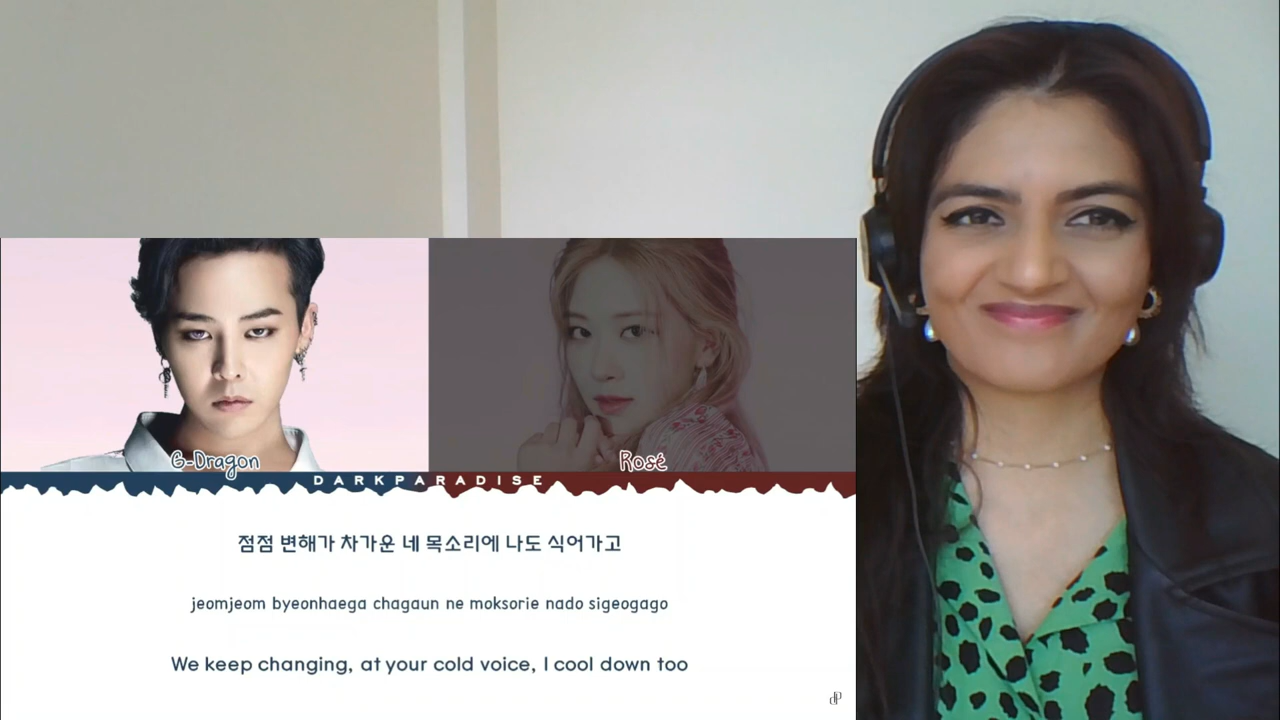 G-Dragon
Rosé
DARKPARADISE
점점 변해가 차가운 네 목소리에 나도 식어가고
jeomjeom byeonhaega chagaun ne moksorie nado sigeogago
We keep changing, at your cold voice, I cool down too
dp